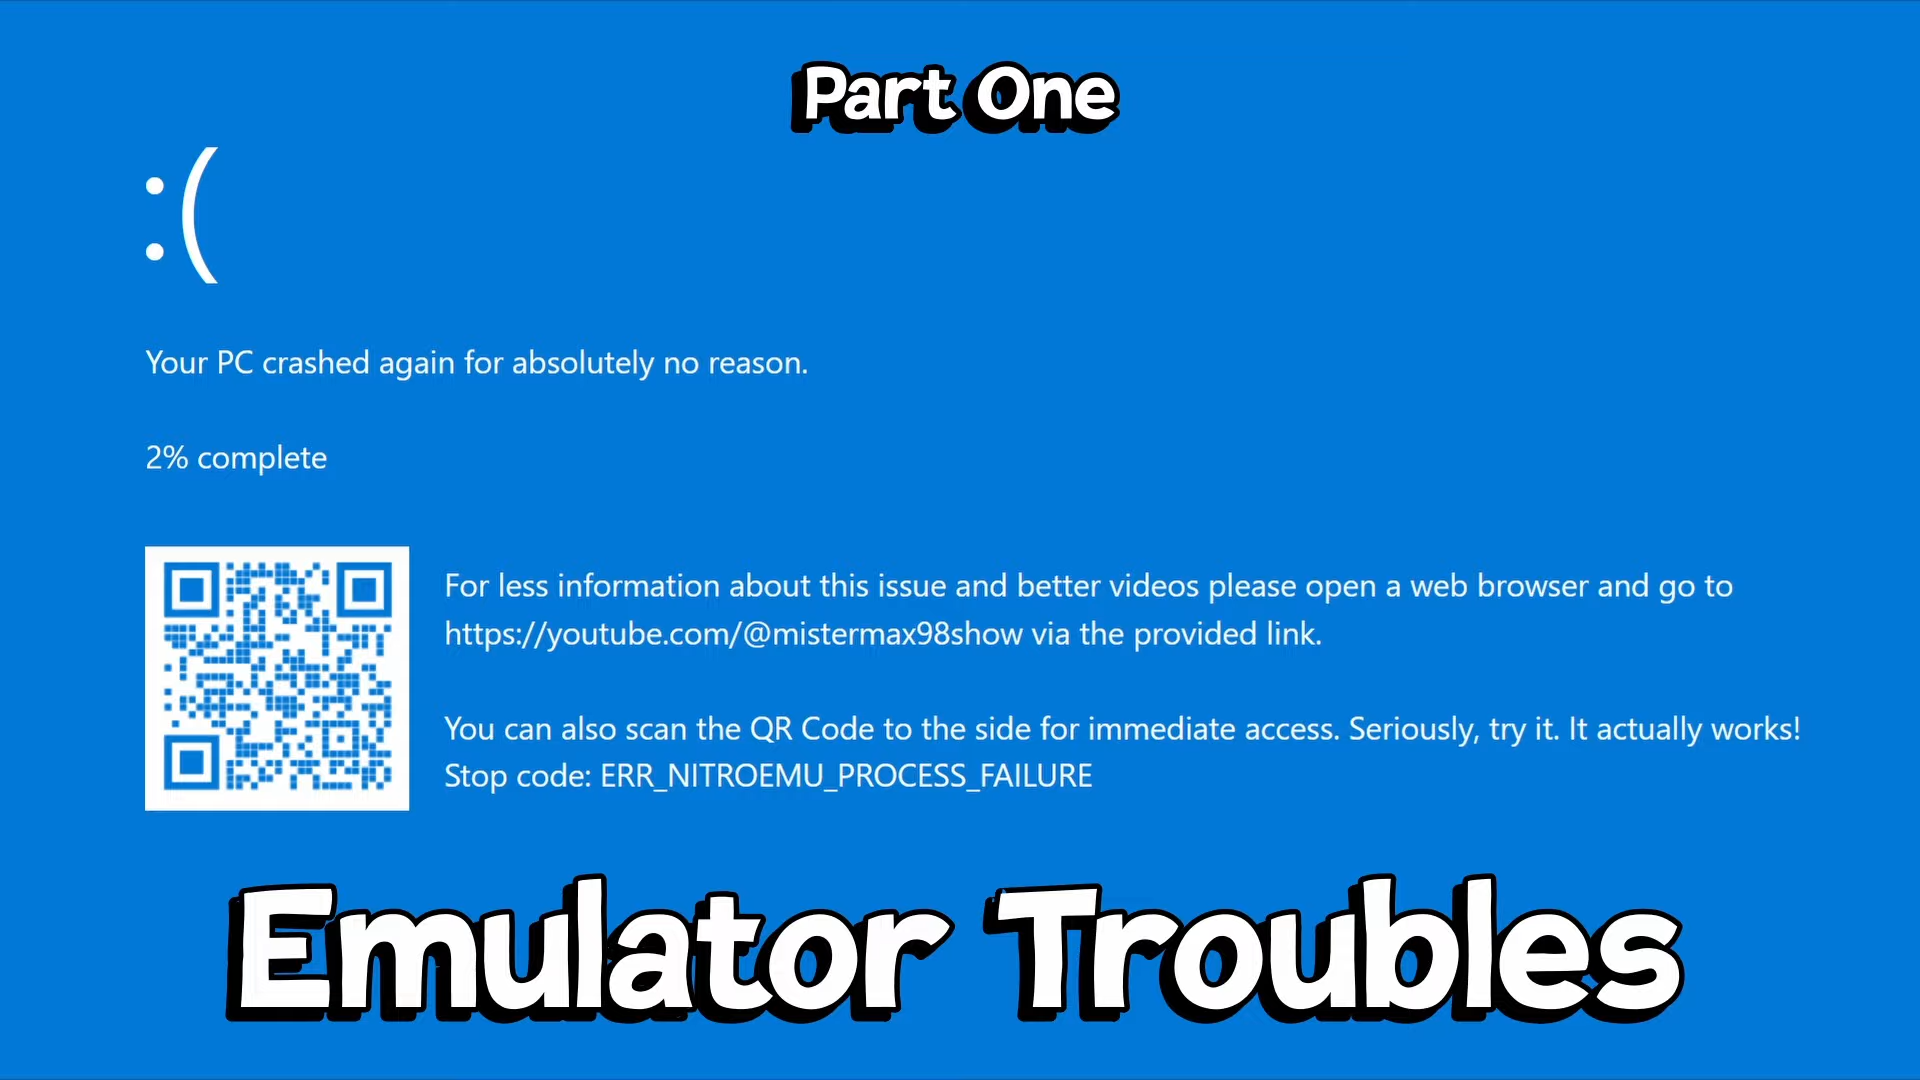 Part One
:(
Your PC crashed again for absolutely no reason.
2% complete
For less information about this issue and better videos please open a web browser and go to
https://youtube.com/@mistermax98show via the provided link.
You can also scan the QR Code to the side for immediate access. Seriously, try it. It actually works!
Stop code: ERR_NITROEMU_PROCESS_FAILURE
Emulator Troubles